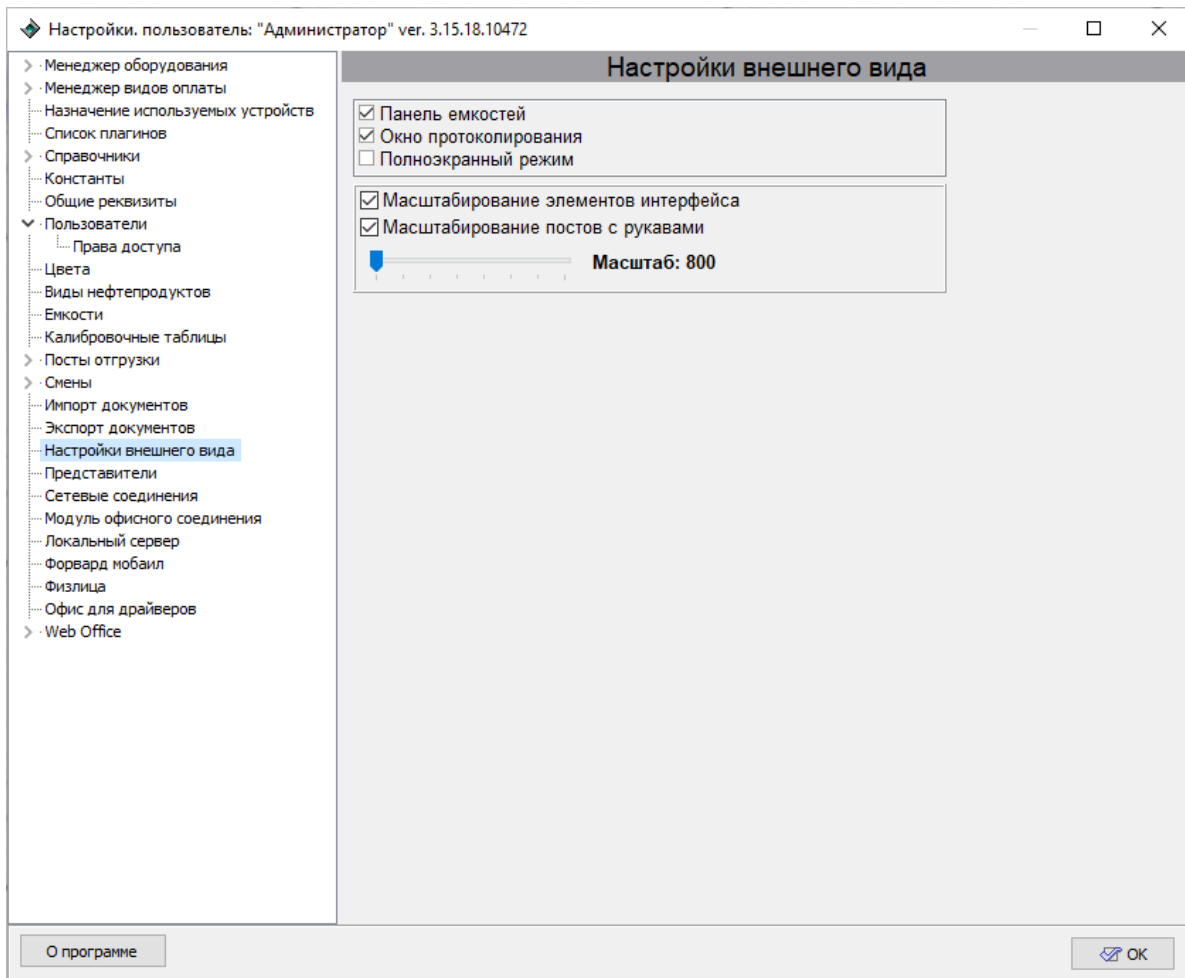 Настройки. пользователь: "Администратор" ver. 3.15.18.10472
Менеджер оборудования
Менеджер видов оплаты
Назначение используемых устройств
Список плагинов
Справочники
Константы
Общие реквизиты
Пользователи
Права доступа
Цвета
Виды нефтепродуктов
Емкости
Калибровочные таблицы
Посты отгрузки
Смены
Импорт документов
Экспорт документов
Настройки внешнего вида
Представители
Сетевые соединения
Модуль офисного соединения
Локальный сервер
Форвард мобаил
Физлица
Офис для драйверов
Web Office
Настройки внешнего вида
Панель емкостей
Окно протоколирования
Полноэкранный режим
Масштабирование элементов интерфейса
Масштабирование постов с рукавами
Масштаб: 800
О программе
OK